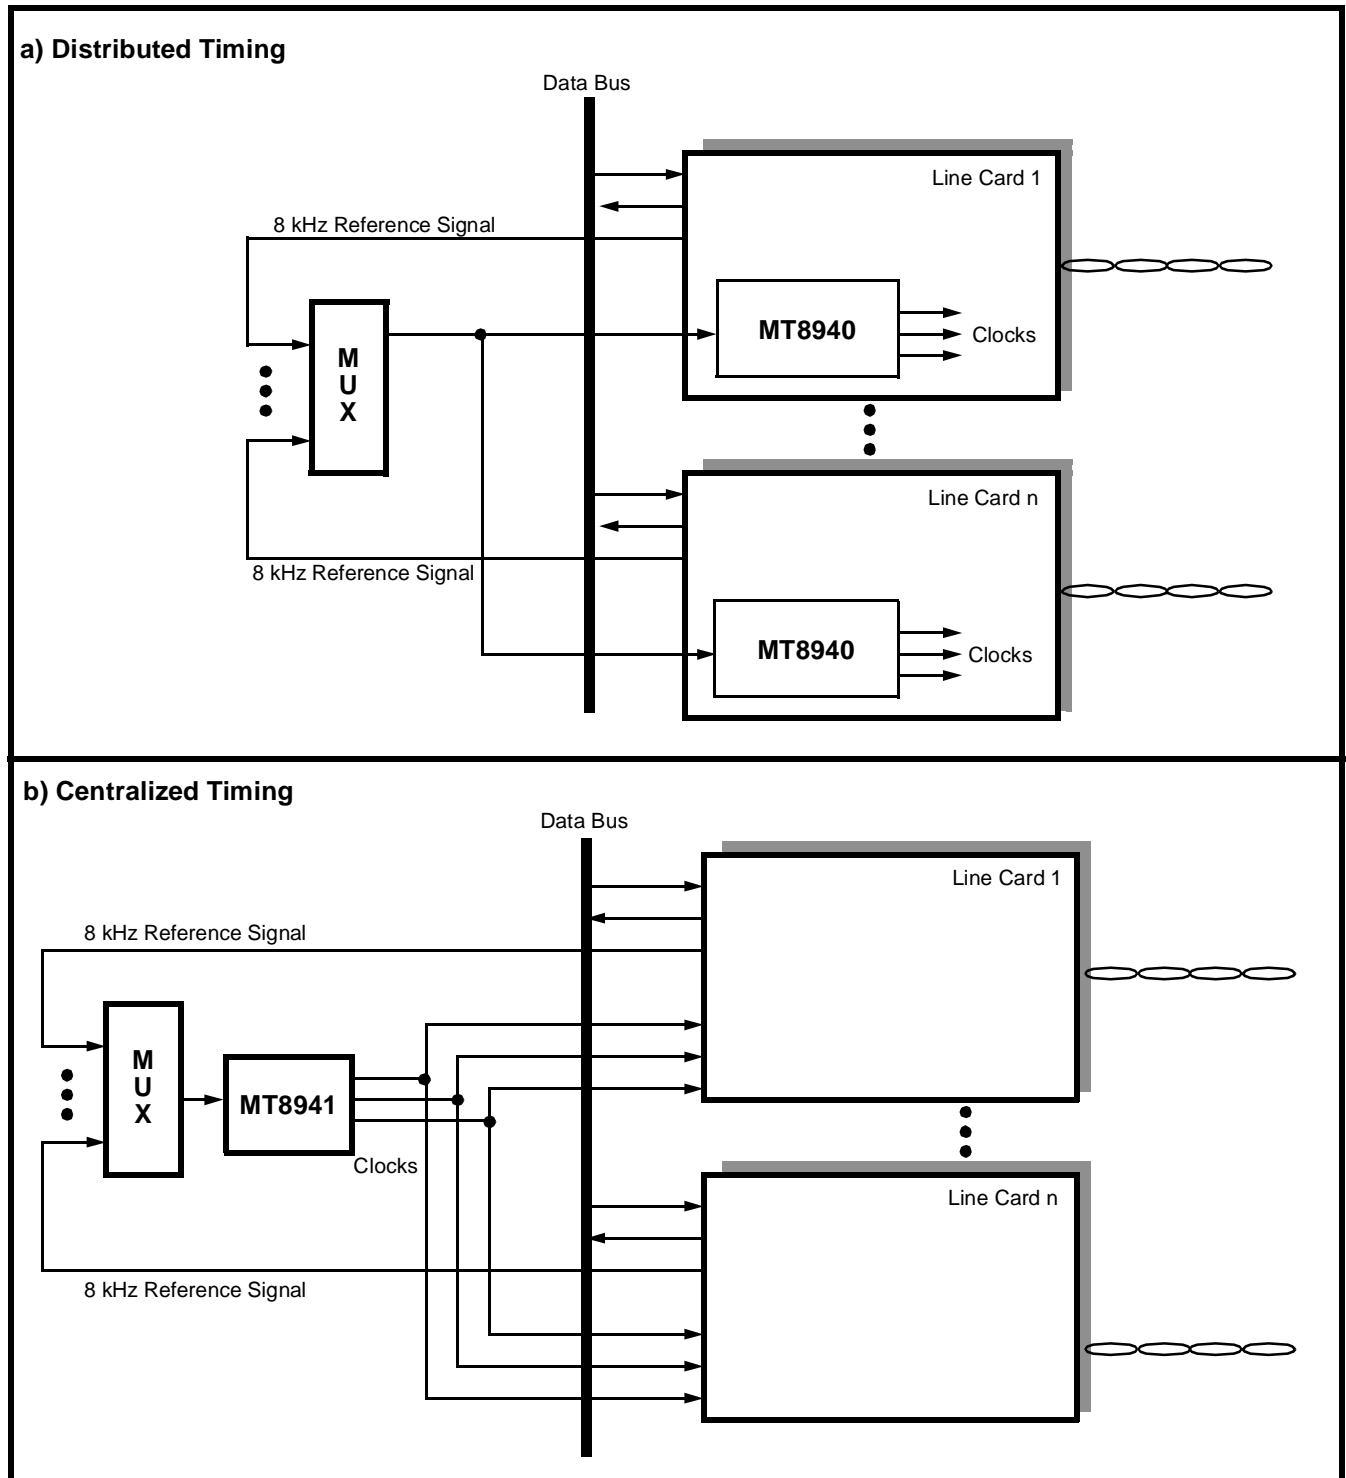 a) Distributed Timing
Data Bus
Line Card 1
8 kHz Reference Signal
MUX
MT8940
Clocks
Line Card n
8 kHz Reference Signal
MT8940
Clocks
b) Centralized Timing
Data Bus
Line Card 1
8 kHz Reference Signal
MUX
MT8941
Clocks
Line Card n
8 kHz Reference Signal